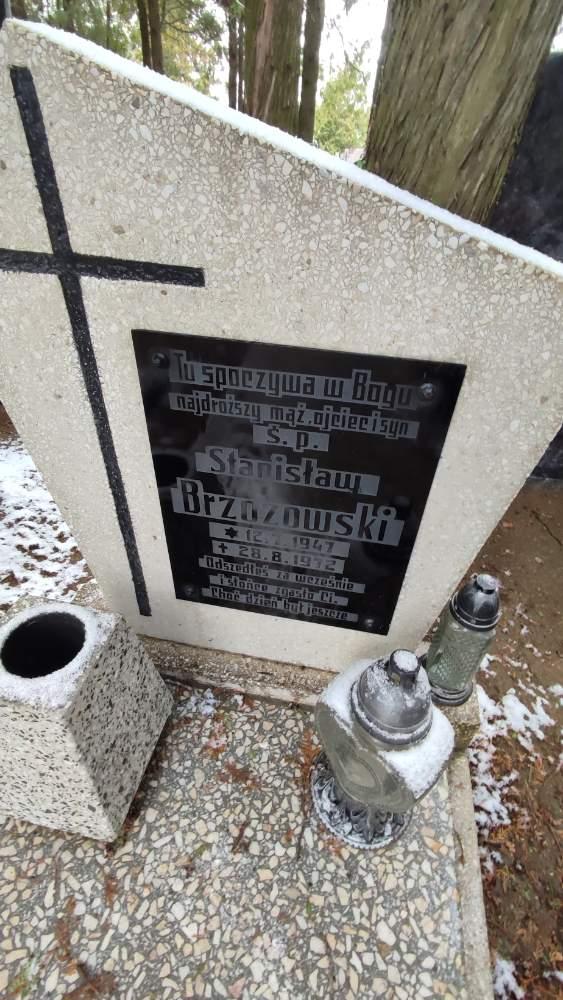 Tu spoczywa w Bogu
najdroższy mąż, ojciec i syn
Ś. p.
Stanisław
Brzozowski
* 12. 1947
+ 28.8.1972
Odszedłeś za wcześnie
i słońce zgasło Ci.
Choć dzień był jeszcze